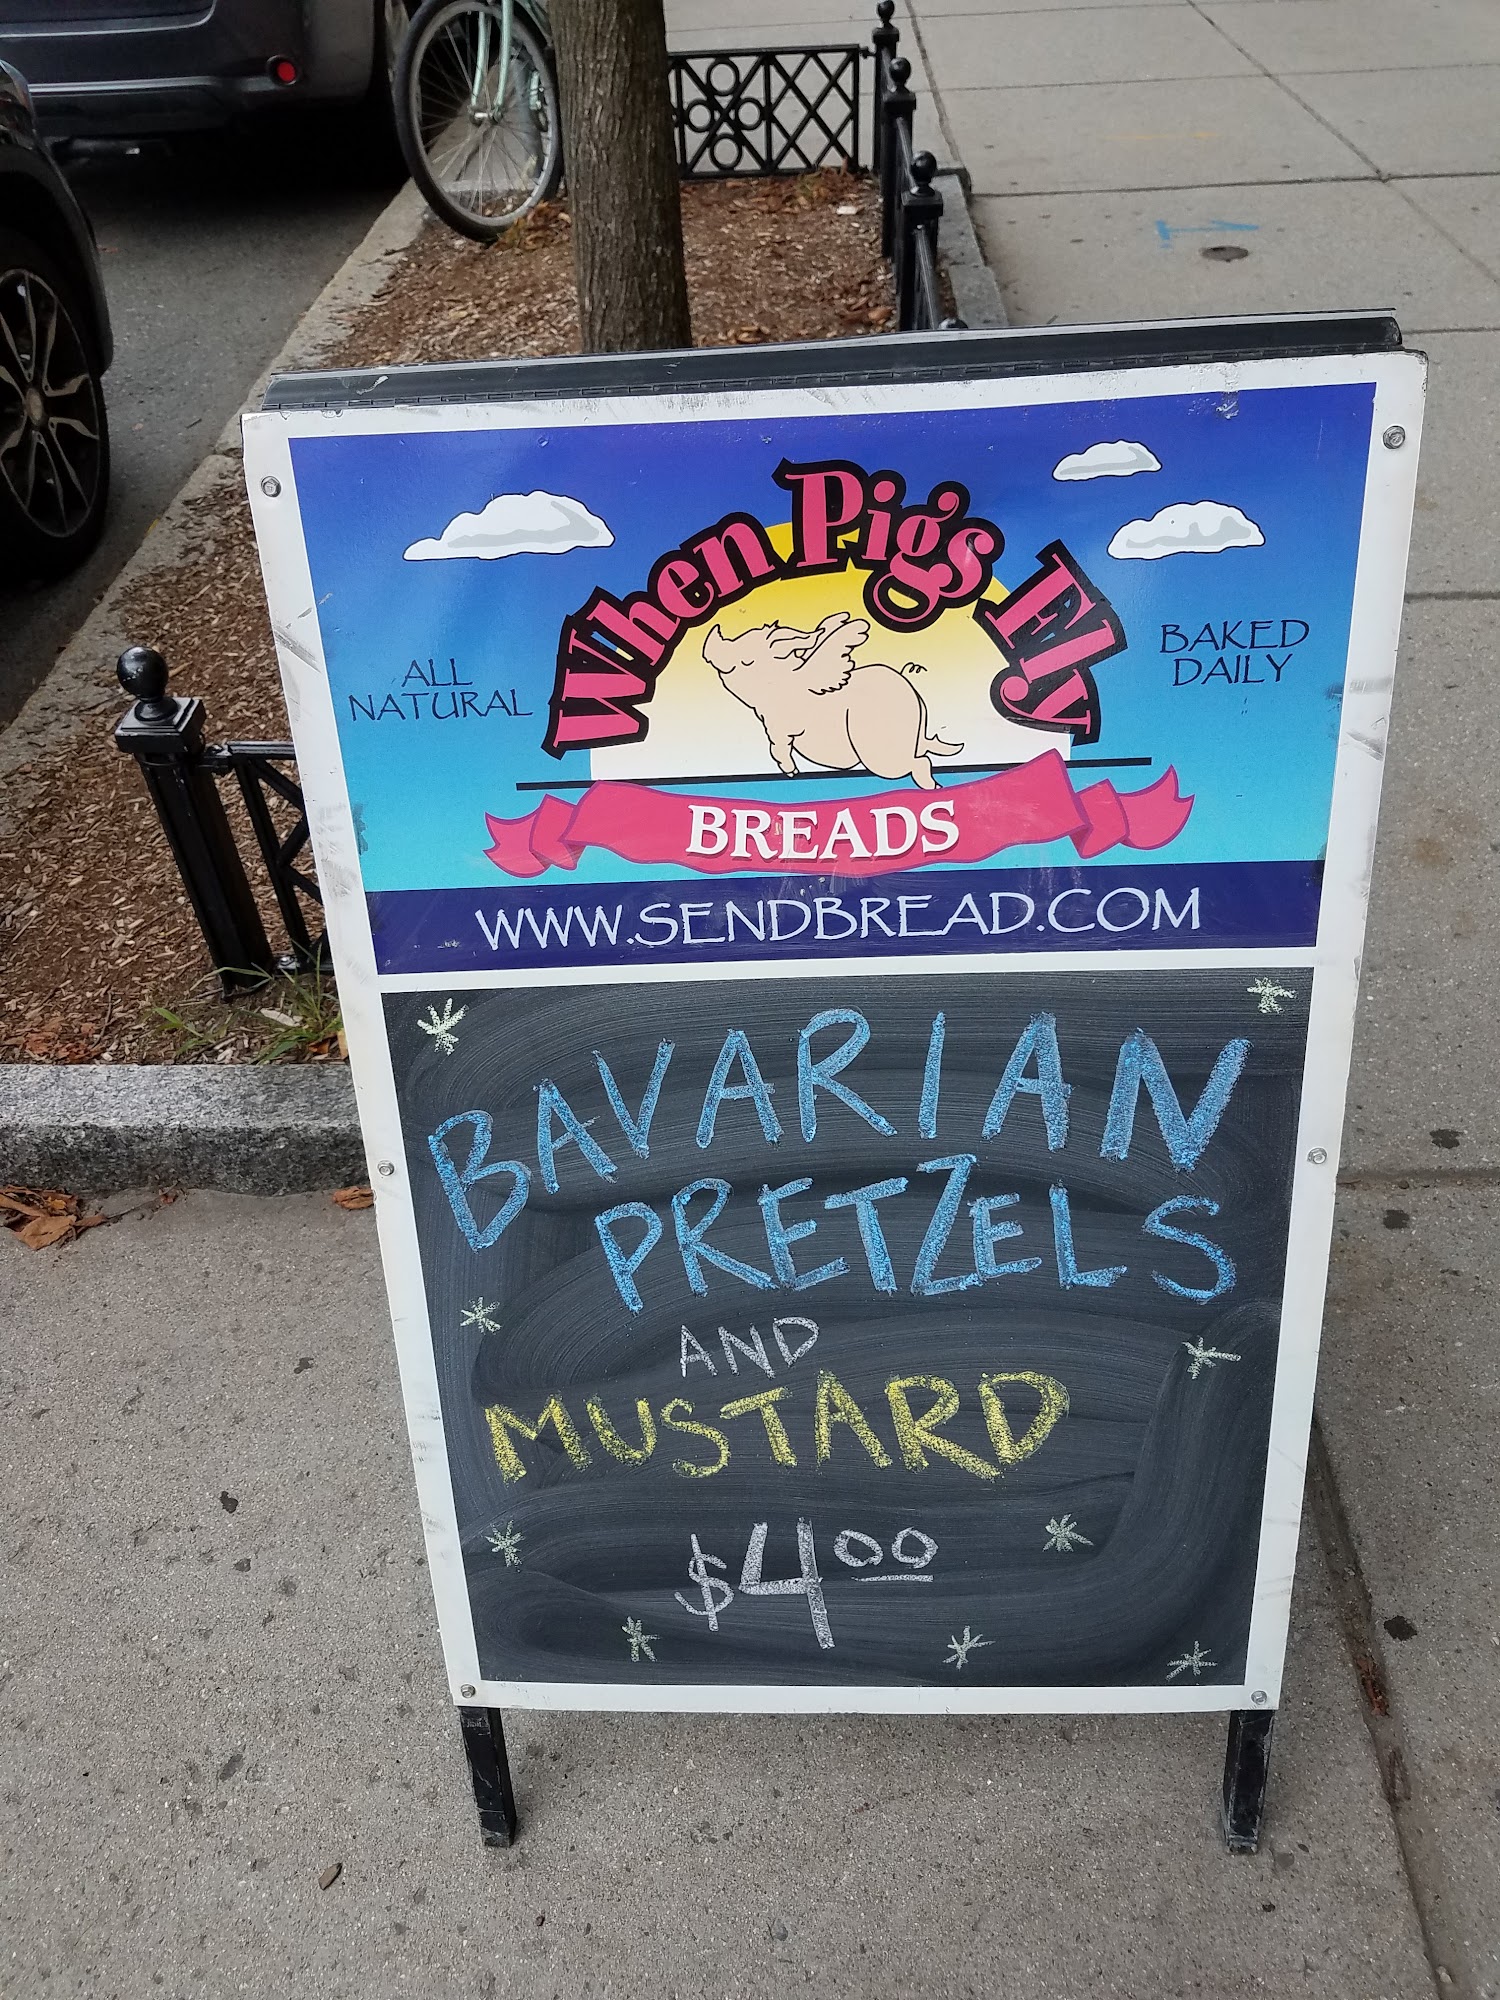 When Pigs Fly
ALL
NATURAL
BAKED
DAILY
BREADS
WWW.SENDBREAD.COM
BAVARIAN
PRETZELS
AND
MUSTARD
$4.00